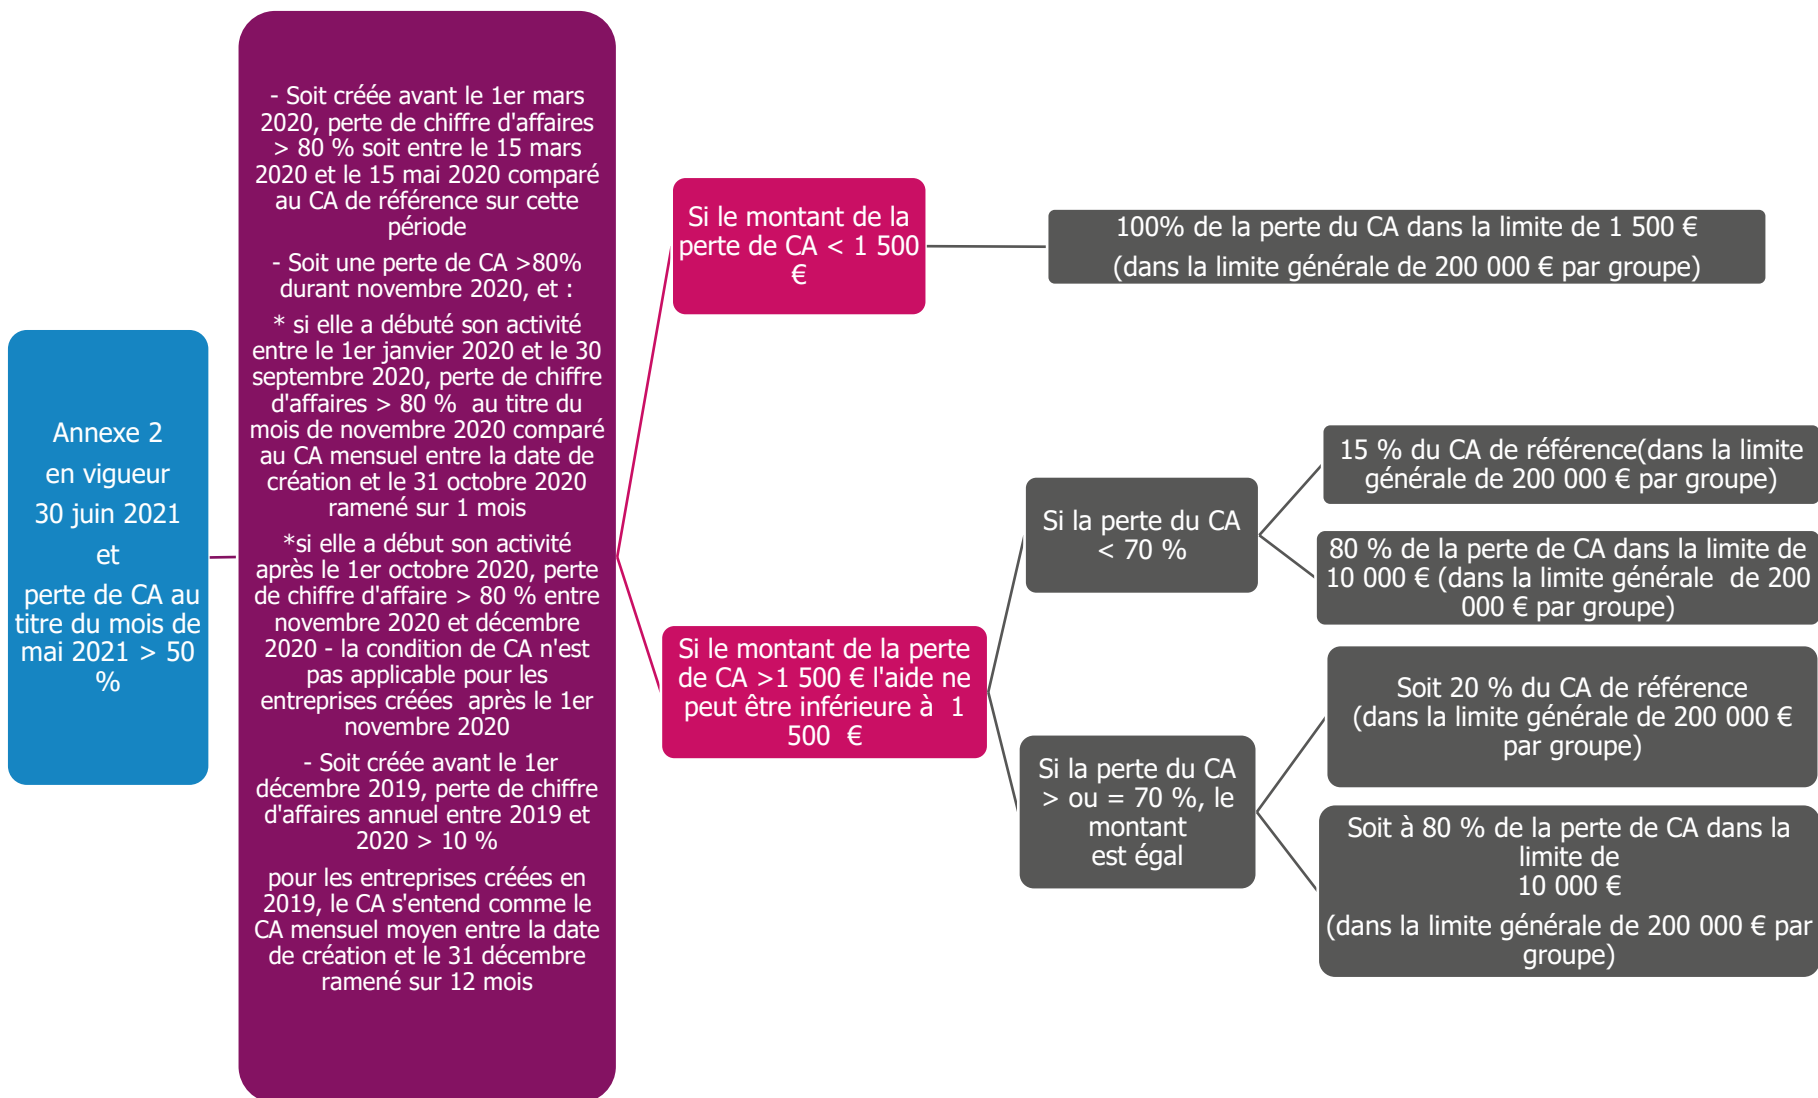 Annexe 2
en vigueur
30 juin 2021
et
perte de CA au
titre du mois de
mai 2021 > 50
%
- Soit créée avant le 1er mars
2020, perte de chiffre d'affaires
> 80 % soit entre le 15 mars
2020 et le 15 mai 2020 comparé
au CA de référence sur cette
période
- Soit une perte de CA >80%
durant novembre 2020, et :
* si elle a débuté son activité
entre le 1er janvier 2020 et le 30
septembre 2020, perte de chiffre
d'affaires > 80 % au titre du
mois de novembre 2020 comparé
au CA mensuel entre la date de
création et le 31 octobre 2020
ramené sur 1 mois
*si elle a début son activité
après le 1er octobre 2020, perte
de chiffre d'affaire > 80 % entre
novembre 2020 et décembre
2020 - la condition de CA n'est
pas applicable pour les
entreprises créées après le 1er
novembre 2020
- Soit créée avant le 1er
décembre 2019, perte de chiffre
d'affaires annuel entre 2019 et
2020 > 10 %
pour les entreprises créées en
2019, le CA s'entend comme le
CA mensuel moyen entre la date
de création et le 31 décembre
ramené sur 12 mois
Si le montant de la
perte de CA < 1 500
€
100% de la perte du CA dans la limite de 1 500 €
(dans la limite générale de 200 000 € par groupe)
Si le montant de la perte
de CA >1 500 € l'aide ne
peut être inférieure à 1
500 €
Si la perte du CA
< 70 %
15 % du CA de référence(dans la limite
générale de 200 000 € par groupe)
80 % de la perte de CA dans la limite de
10 000 € (dans la limite générale de 200
000 € par groupe)
Si la perte du CA
> ou = 70 %, le
montant
est égal
Soit 20 % du CA de référence
(dans la limite générale de 200 000 €
par groupe)
Soit à 80 % de la perte de CA dans la
limite de
10 000 €
(dans la limite générale de 200 000 € par
groupe)